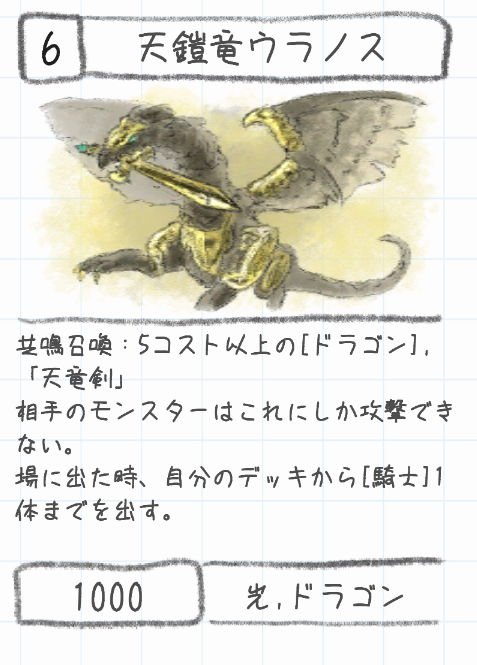 6
天鎧竜ウラノス
共鳴召喚：5コスト以上の[ドラゴン],
「天竜剣」
相手のモンスターはこれにしか攻撃でき
ない。
場に出た時、自分のデッキから[騎士]1
体までを出す。
1000
光,ドラゴン